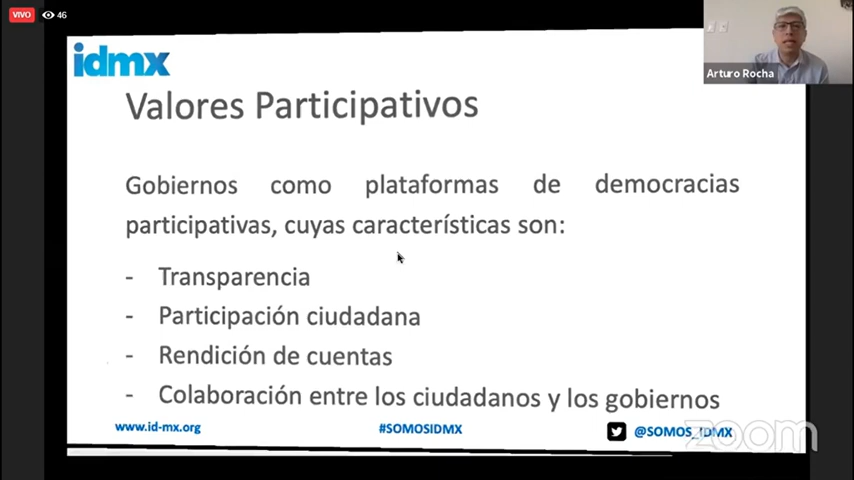 VIVO 46
Arturo Rocha
idmx
Valores Participativos
Gobiernos como plataformas de democracias
participativas, cuyas características son:
- Transparencia
- Participación ciudadana
- Rendición de cuentas
- Colaboración entre los ciudadanos y los gobiernos
www.id-mx.org #SOMOSIDMX @SOMOS_IDMX
zoom